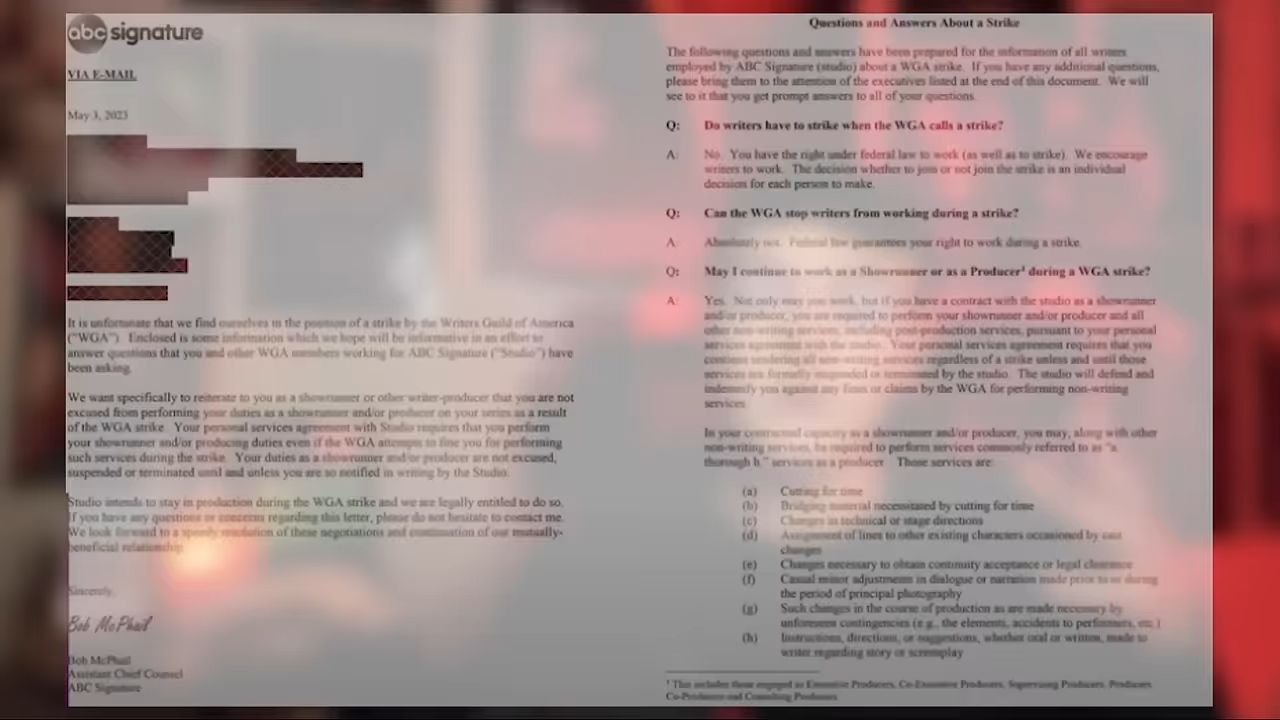 abc signature
VIA E-MAIL
May 3, 2023
It is unfortunate that we find ourselves in the position of a strike by the Writers Guild of America
("WGA"). Enclosed is some information which we hope will be informative in an effort to
answer questions that you and other WGA members working for ABC Signature ("Studio") have
been asking.
We want specifically to reiterate to you as a showrunner or other writer-producer that you are not
excused from performing your duties as a showrunner and/or producer on your series as a result
of the WGA strike. Your personal services agreement with Studio requires that you perform
your showrunner and/or producing duties even if the WGA attempts to fine you for performing
such services during the strike. Your duties as a showrunner and/or producer are not excused,
suspended or terminated until and unless you are so notified in writing by the Studio.
Studio intends to stay in production during the WGA strike and we are legally entitled to do so.
If you have any questions or concerns regarding this letter, please do not hesitate to contact me.
We look forward to a speedy resolution of these negotiations and continuation of our mutually-
beneficial relationship.
Sincerely,
Bob McPhail
Bob McPhail
Assistant Chief Counsel
ABC Signature
Questions and Answers About a Strike
The following questions and answers have been prepared for the information of all writers
employed by ABC Signature (studio) about a WGA strike. If you have any additional questions,
please bring them to the attention of the executives listed at the end of this document. We will
see to it that you get prompt answers to all of your questions.
Q: Do writers have to strike when the WGA calls a strike?
A: No. You have the right under federal law to work (as well as to strike). We encourage
writers to work. The decision whether to join or not join the strike is an individual
decision for each person to make.
Q: Can the WGA stop writers from working during a strike?
A: Absolutely not. Federal law guarantees your right to work during a strike.
Q: May I continue to work as a Showrunner or as a Producer¹ during a WGA strike?
A: Yes. Not only may you work, but if you have a contract with the studio as a showrunner
and/or producer, you are required to perform your showrunner and/or producer and all
other non-writing services, including post-production services, pursuant to your personal
services agreement with the studio. Your personal services agreement requires that you
continue rendering all non-writing services regardless of a strike unless and until those
services are formally suspended or terminated by the studio. The studio will defend and
indemnify you against any fines or claims by the WGA for performing non-writing
services.
In your contractual capacity as a showrunner and/or producer, you may, along with other
non-writing services, be required to perform services commonly referred to as "a
thorough h." services as a producer. Those services are:
(a) Cutting for time
(b) Bridging material necessitated by cutting for time
(c) Changes in technical or stage directions
(d) Assignment of lines to other existing characters occasioned by cast
changes
(e) Changes necessary to obtain continuity acceptance or legal clearance
(f) Casual minor adjustments in dialogue or narration made prior to or during
the period of principal photography
(g) Such changes in the course of production as are made necessary by
unforeseen contingencies (e.g., the elements, accidents to performers, etc.)
(h) Instructions, directions, or suggestions, whether oral or written, made to
writer regarding story or screenplay
¹ This includes those engaged as Executive Producers, Co-Executive Producers, Supervising Producers, Producers
Co-Producers and Consulting Producers.